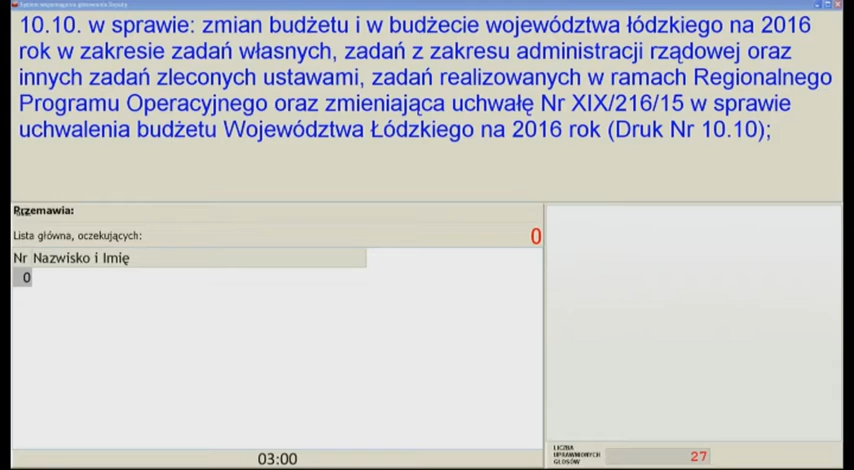 10.10. w sprawie: zmian budżetu i w budżecie województwa łódzkiego na 2016
rok w zakresie zadań własnych, zadań z zakresu administracji rządowej oraz
innych zadań zleconych ustawami, zadań realizowanych w ramach Regionalnego
Programu Operacyjnego oraz zmieniająca uchwałę Nr XIX/216/15 w sprawie
uchwalenia budżetu Województwa Łódzkiego na 2016 rok (Druk Nr 10.10);
Przemawia:
Lista główna, oczekujących: 0
Nr Nazwisko i Imię
0
03:00
LICZBA
UPRAWNIONYCH
GŁOSÓW
27